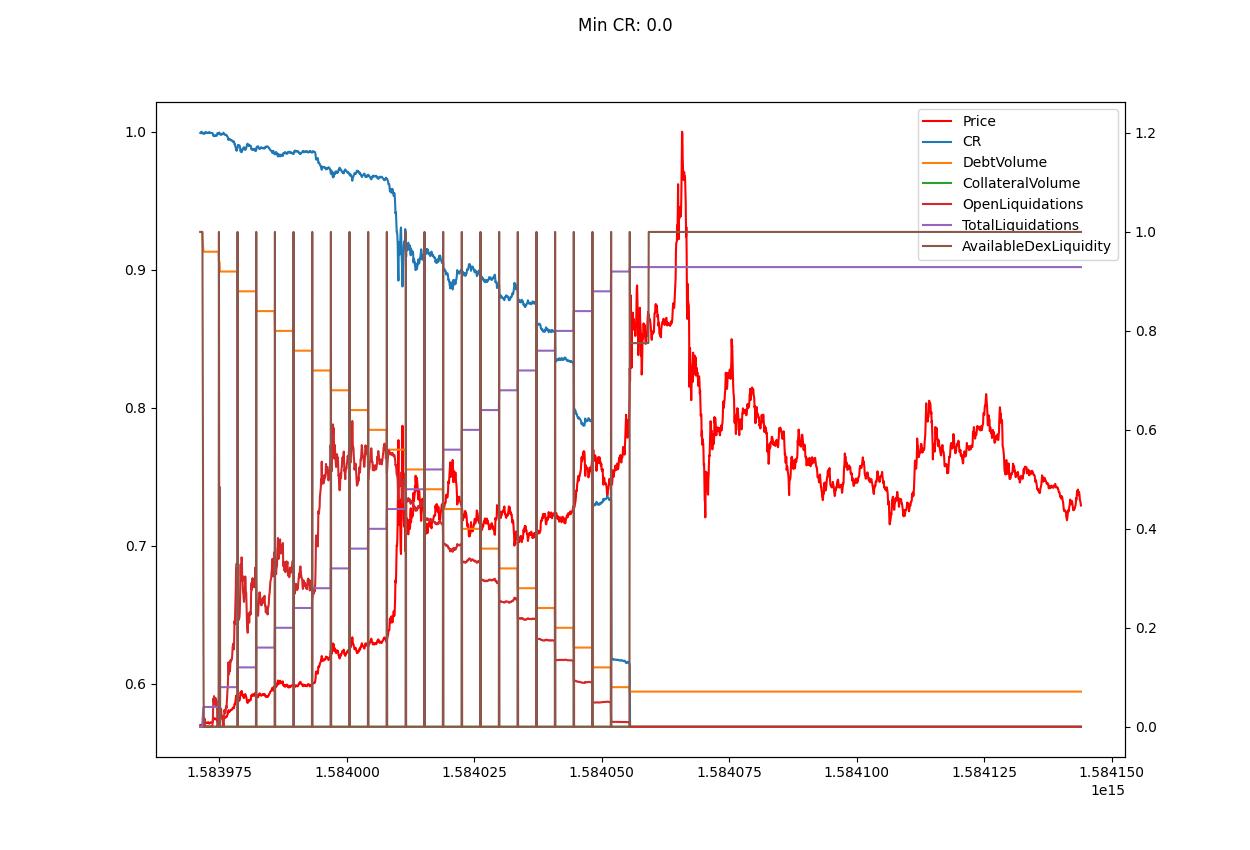 Min CR: 0.0
1.0
0.9
0.8
0.7
0.6
1.2
1.0
0.8
0.6
0.4
0.2
0.0
Price
CR
DebtVolume
CollateralVolume
OpenLiquidations
TotalLiquidations
AvailableDexLiquidity
1.583975 1.584000 1.584025 1.584050 1.584075 1.584100 1.584125 1.584150
1e15